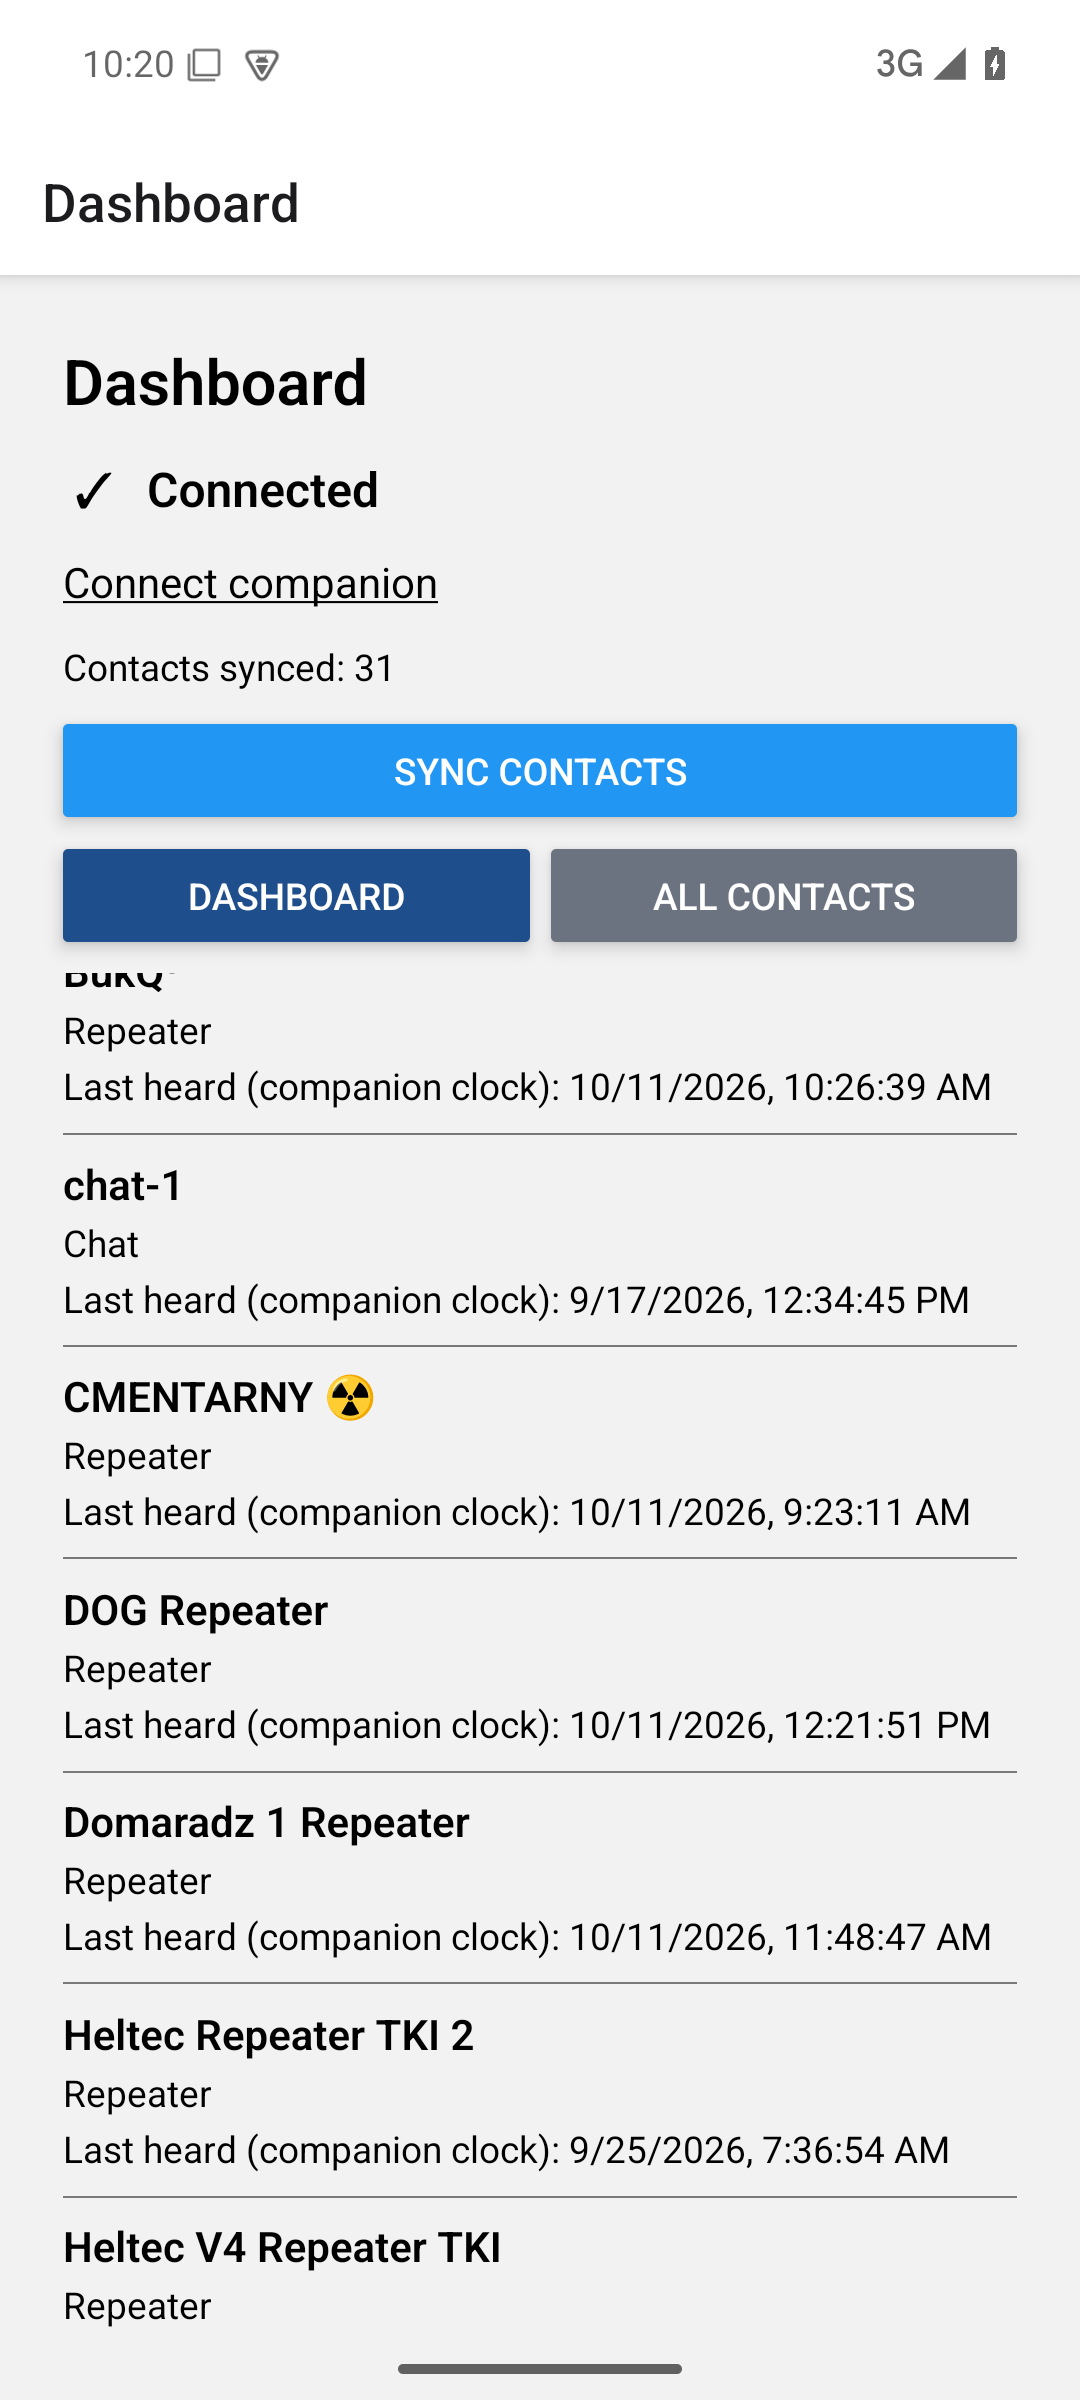 10:20
3G
Dashboard
Dashboard
✓ Connected
Connect companion
Contacts synced: 31
SYNC CONTACTS
DASHBOARD
ALL CONTACTS
Repeater
Last heard (companion clock): 10/11/2026, 10:26:39 AM
chat-1
Chat
Last heard (companion clock): 9/17/2026, 12:34:45 PM
CMENTARNY ☢️
Repeater
Last heard (companion clock): 10/11/2026, 9:23:11 AM
DOG Repeater
Repeater
Last heard (companion clock): 10/11/2026, 12:21:51 PM
Domaradz 1 Repeater
Repeater
Last heard (companion clock): 10/11/2026, 11:48:47 AM
Heltec Repeater TKI 2
Repeater
Last heard (companion clock): 9/25/2026, 7:36:54 AM
Heltec V4 Repeater TKI
Repeater